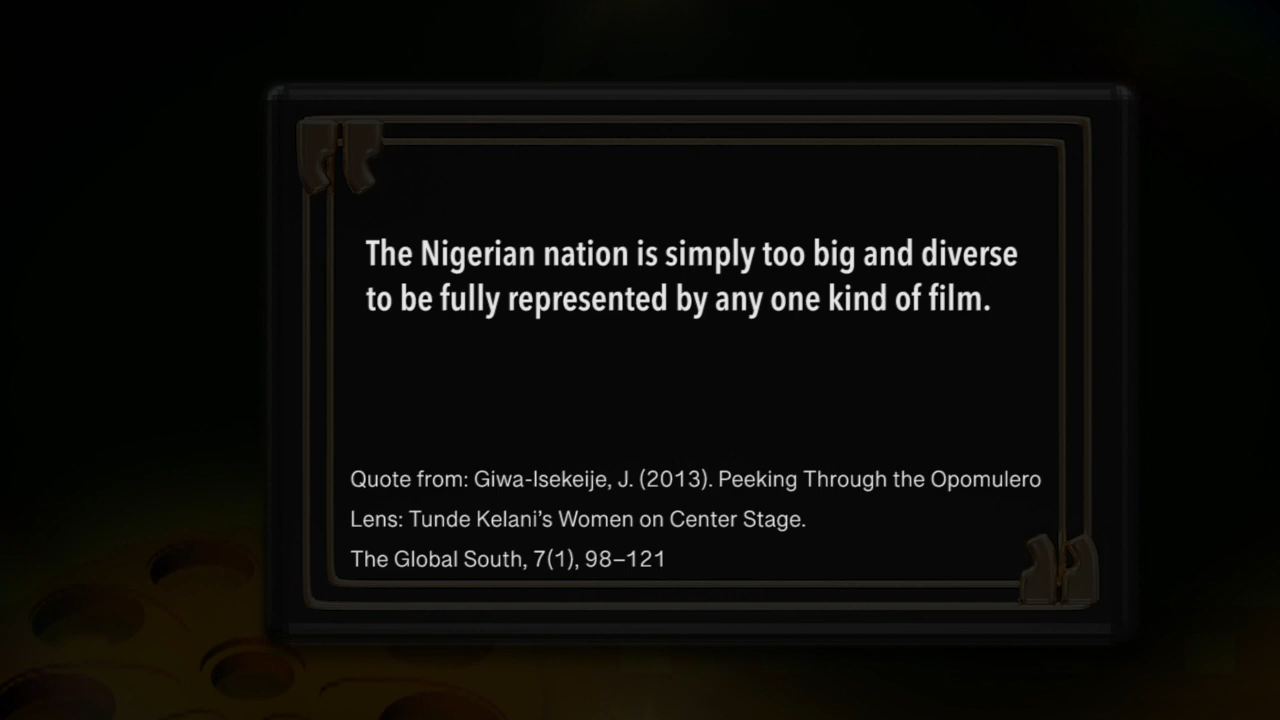 The Nigerian nation is simply too big and diverse
to be fully represented by any one kind of film.
Quote from: Giwa-Isekeije, J. (2013). Peeking Through the Opomulero
Lens: Tunde Kelani’s Women on Center Stage.
The Global South, 7(1), 98–121